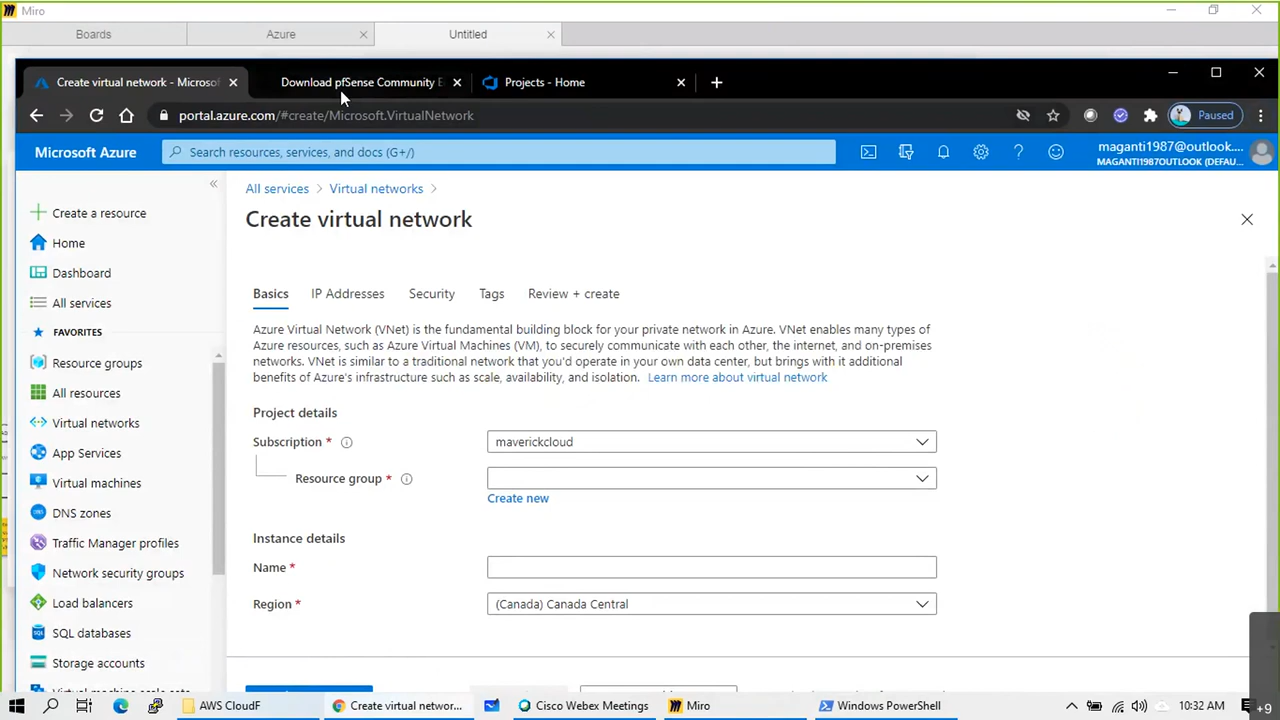 Miro
Boards
Azure
Untitled
Create virtual network - Microsof
Download pfSense Community E
Projects - Home
portal.azure.com/#create/Microsoft.VirtualNetwork
Paused
Microsoft Azure
Search resources, services, and docs (G+/)
maganti1987@outlook....
MAGANTI1987OUTLOOK (DEFAU...
All services > Virtual networks >
Create virtual network
Create a resource
Home
Dashboard
All services
FAVORITES
Resource groups
All resources
Virtual networks
App Services
Virtual machines
DNS zones
Traffic Manager profiles
Network security groups
Load balancers
SQL databases
Storage accounts
Virtual machine scale sets
Basics IP Addresses Security Tags Review + create
Azure Virtual Network (VNet) is the fundamental building block for your private network in Azure. VNet enables many types of
Azure resources, such as Azure Virtual Machines (VM), to securely communicate with each other, the internet, and on-premises
networks. VNet is similar to a traditional network that you'd operate in your own data center, but brings with it additional
benefits of Azure's infrastructure such as scale, availability, and isolation. Learn more about virtual network
Project details
Subscription * maverickcloud
Resource group *
Create new
Instance details
Name *
Region * (Canada) Canada Central
AWS CloudF
Create virtual networ...
Cisco Webex Meetings
Miro
Windows PowerShell
10:32 AM
+9